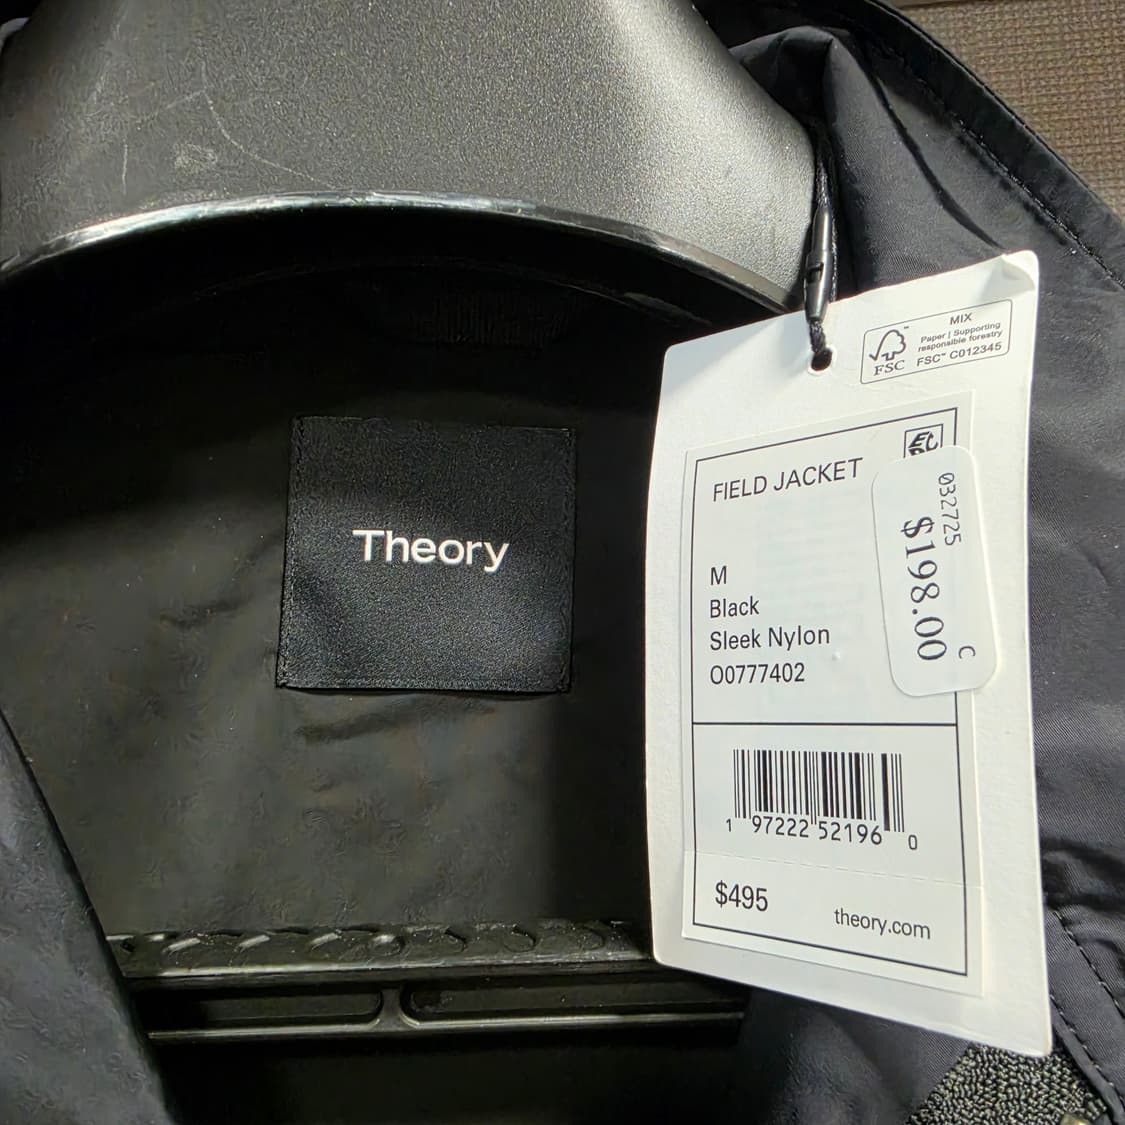 Theory
MIX
Paper | Supporting
responsible forestry
FSC™ C012345
FSC™
FIELD JACKET
M
Black
Sleek Nylon
O0777402
032725
$198.00
C
1 97222 52196 0
$495
theory.com